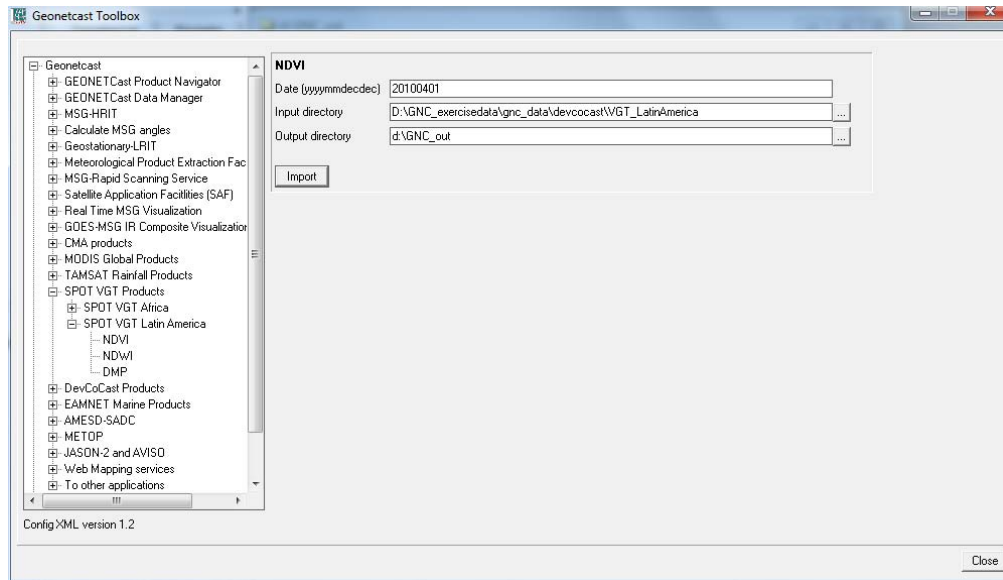 Geonetcast Toolbox
Geonetcast
GEONETCast Product Navigator
GEONETCast Data Manager
MSG-HRIT
Calculate MSG angles
Geostationary-LRIT
Meteorological Product Extraction Fac
MSG-Rapid Scanning Service
Satellite Application Facitlities (SAF)
Real Time MSG Visualization
GOES-MSG IR Composite Visualization
CMA products
MODIS Global Products
TAMSAT Rainfall Products
SPOT VGT Products
SPOT VGT Africa
SPOT VGT Latin America
NDVI
NDWI
DMP
DevCoCast Products
EAMNET Marine Products
AMESD-SADC
METOP
JASON-2 and AVISO
Web Mapping services
To other applications
Config XML version 1.2
NDVI
Date (yyyymmdecdec) 20100401
Input directory D:\GNC_exercisedata\gnc_data\devcocast\VGT_LatinAmerica ...
Output directory d:\GNC_out ...
Import
Close